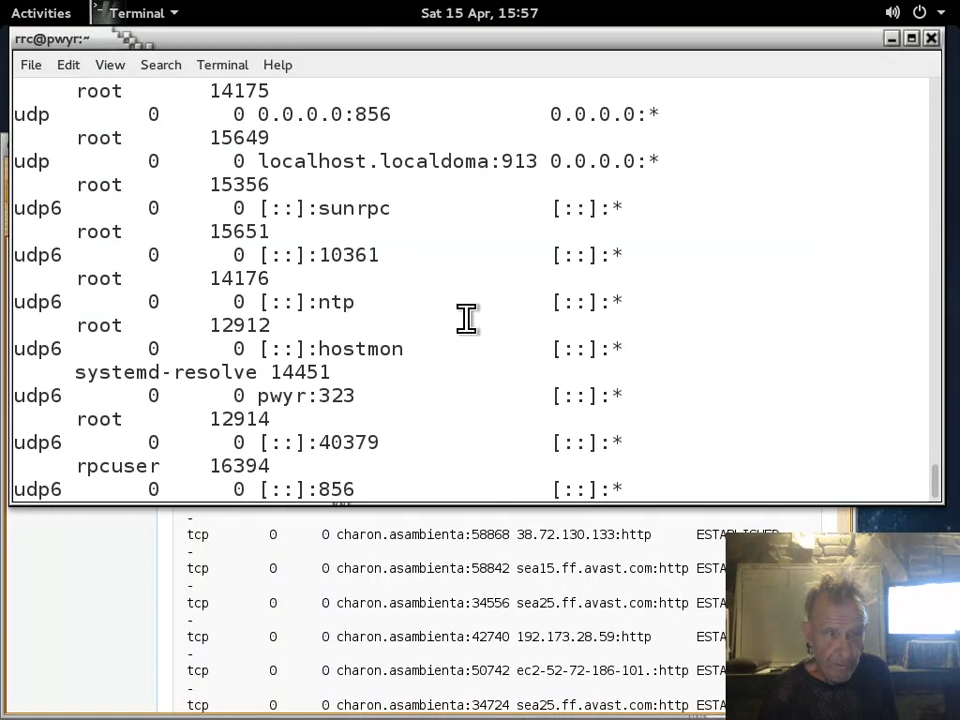 Activities Terminal Sat 15 Apr, 15:57
rrc@pwyr:~
File Edit View Search Terminal Help
root 14175
udp 0 0 0.0.0.0:856 0.0.0.0:*
root 15649
udp 0 0 localhost.localdoma:913 0.0.0.0:*
root 15356
udp6 0 0 [::]:sunrpc [::]:*
root 15651
udp6 0 0 [::]:10361 [::]:*
root 14176
udp6 0 0 [::]:ntp [::]:*
root 12912
udp6 0 0 [::]:hostmon [::]:*
systemd-resolve 14451
udp6 0 0 pwyr:323 [::]:*
root 12914
udp6 0 0 [::]:40379 [::]:*
rpcuser 16394
udp6 0 0 [::]:856 [::]:*
-
tcp 0 0 charon.asambienta:58868 38.72.130.133:http ESTABLISHED
-
tcp 0 0 charon.asambienta:58842 sea15.ff.avast.com:http ESTA
-
tcp 0 0 charon.asambienta:34556 sea25.ff.avast.com:http ESTA
-
tcp 0 0 charon.asambienta:42740 192.173.28.59:http ESTA
-
tcp 0 0 charon.asambienta:50742 ec2-52-72-186-101.:http ESTA
-
tcp 0 0 charon.asambienta:34724 sea25.ff.avast.com:http ESTA